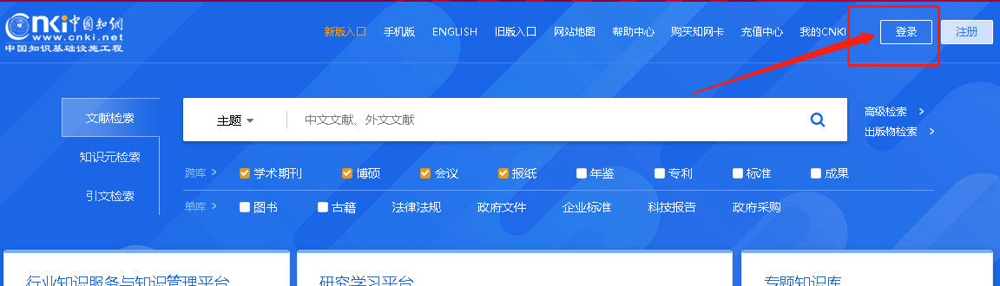 Cnki中国知網
www.cnki.net
中国知识基础设施工程
新版入口 手机版 ENGLISH 旧版入口 网站地图 帮助中心 购买知网卡 充值中心 我的CNKI 登录 注册
文献检索
知识元检索
引文检索
主题 中文文献、外文文献
高级检索 >
出版物检索 >
跨库 > 学术期刊 博硕 会议 报纸 年鉴 专利 标准 成果
单库 > 图书 古籍 法律法规 政府文件 企业标准 科技报告 政府采购
行业知识服务与知识管理平台 研究学习平台 专题知识库